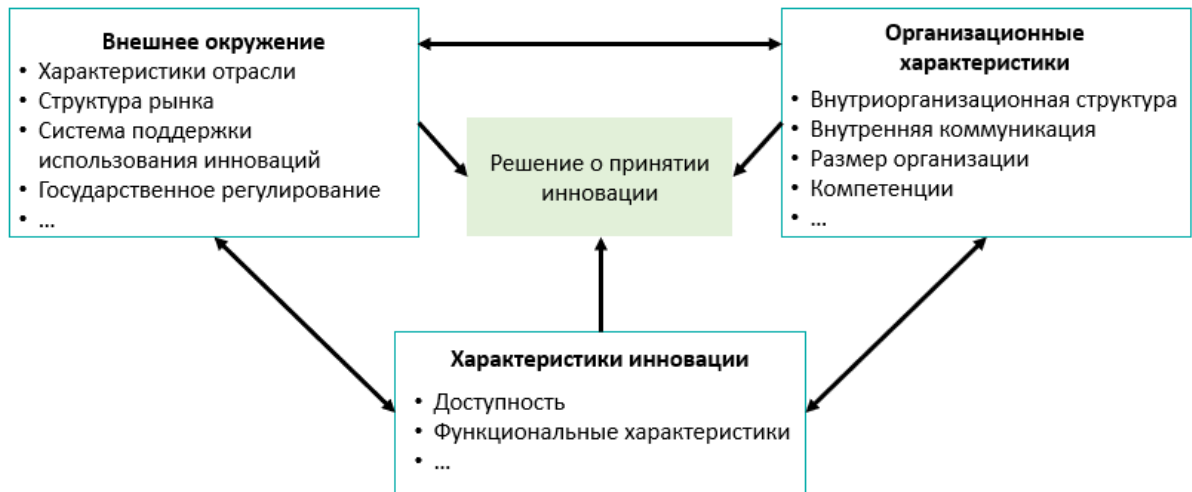 Внешнее окружение
• Характеристики отрасли
• Структура рынка
• Система поддержки
использования инноваций
• Государственное регулирование
• ...
Решение о принятии
инновации
Организационные
характеристики
• Внутриорганизационная структура
• Внутренняя коммуникация
• Размер организации
• Компетенции
• ...
Характеристики инновации
• Доступность
• Функциональные характеристики
• ...